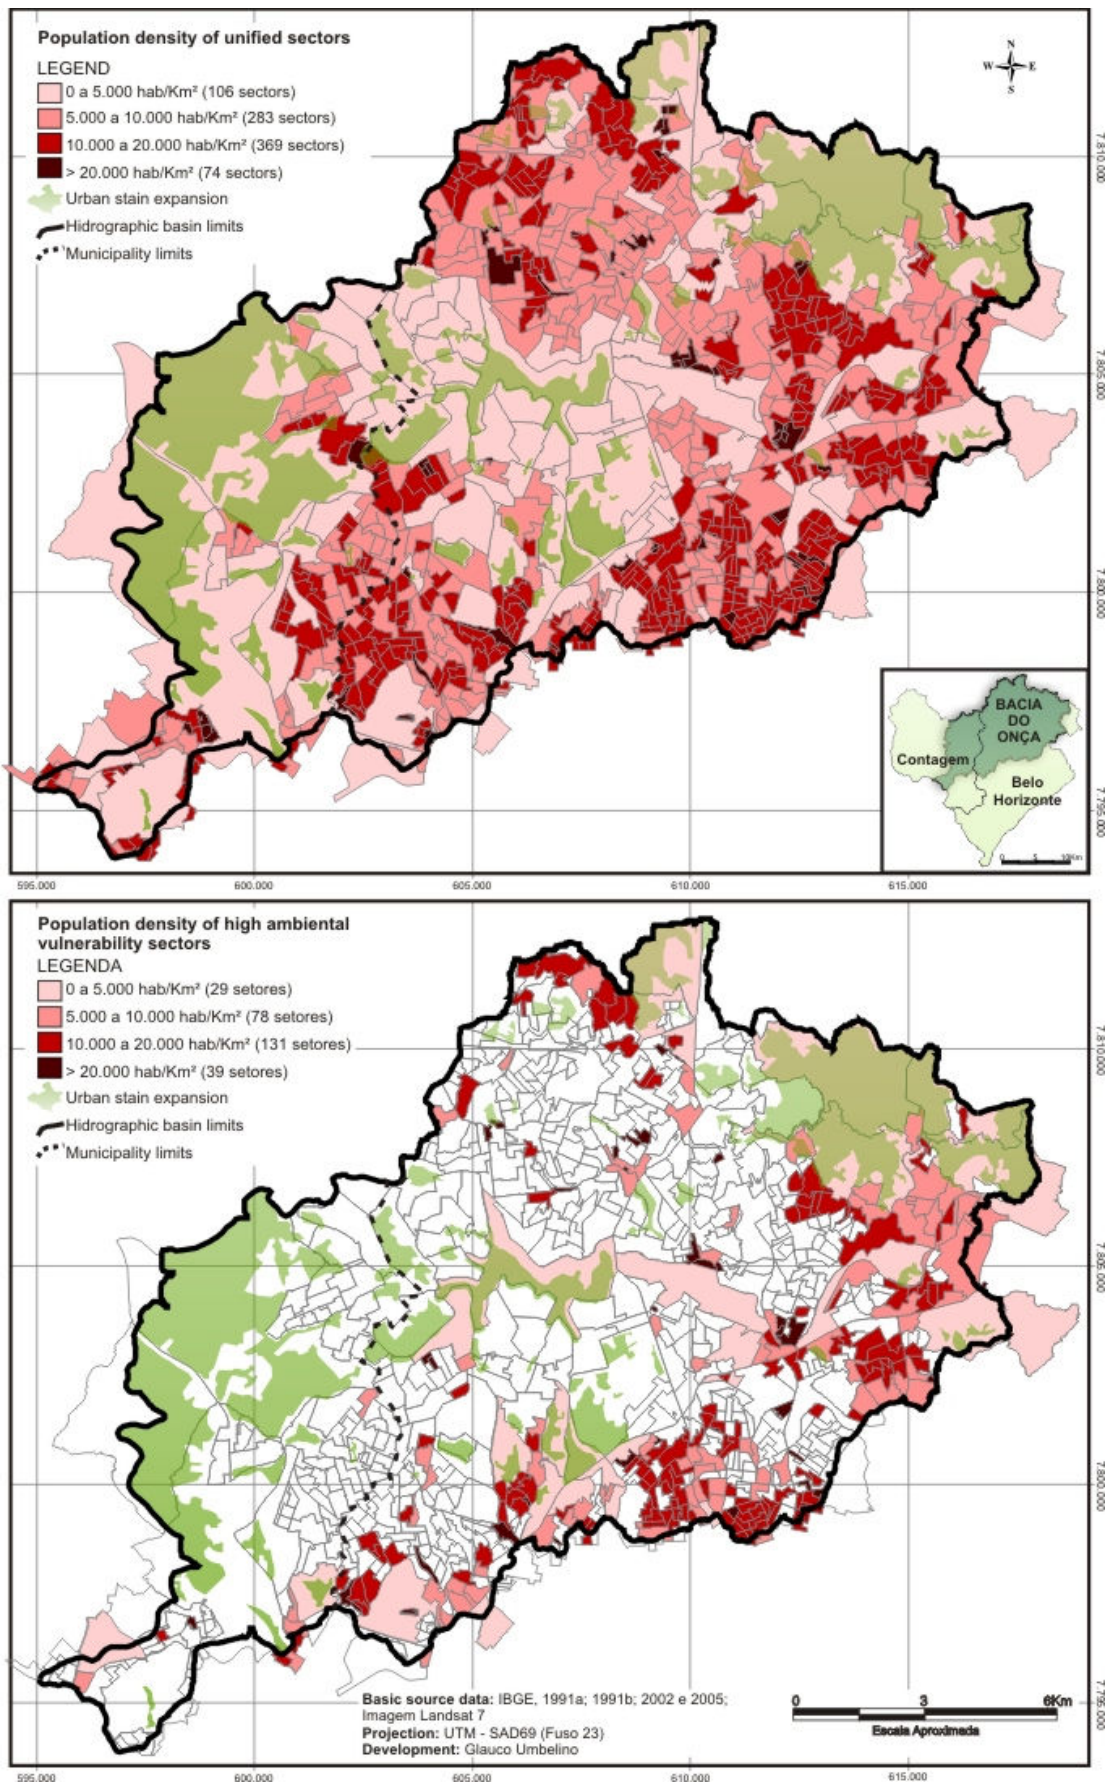 Population density of unified sectors
LEGEND
0 a 5.000 hab/Km² (106 sectors)
5.000 a 10.000 hab/Km² (283 sectors)
10.000 a 20.000 hab/Km² (369 sectors)
> 20.000 hab/Km² (74 sectors)
Urban stain expansion
Hidrographic basin limits
Municipality limits
N
W E
S
7.810.000
7.805.000
7.800.000
7.795.000
BACIA
DO
ONÇA
Contagem
Belo
Horizonte
0 5 10Km
595.000 600.000 605.000 610.000 615.000
Population density of high ambiental
vulnerability sectors
LEGENDA
0 a 5.000 hab/Km² (29 setores)
5.000 a 10.000 hab/Km² (78 setores)
10.000 a 20.000 hab/Km² (131 setores)
> 20.000 hab/Km² (39 setores)
Urban stain expansion
Hidrographic basin limits
Municipality limits
7.810.000
7.805.000
7.800.000
7.795.000
Basic source data: IBGE, 1991a; 1991b; 2002 e 2005;
Imagem Landsat 7
Projection: UTM - SAD69 (Fuso 23)
Development: Glauco Umbelino
0 3 6Km
Escala Aproximada
595.000 600.000 605.000 610.000 615.000